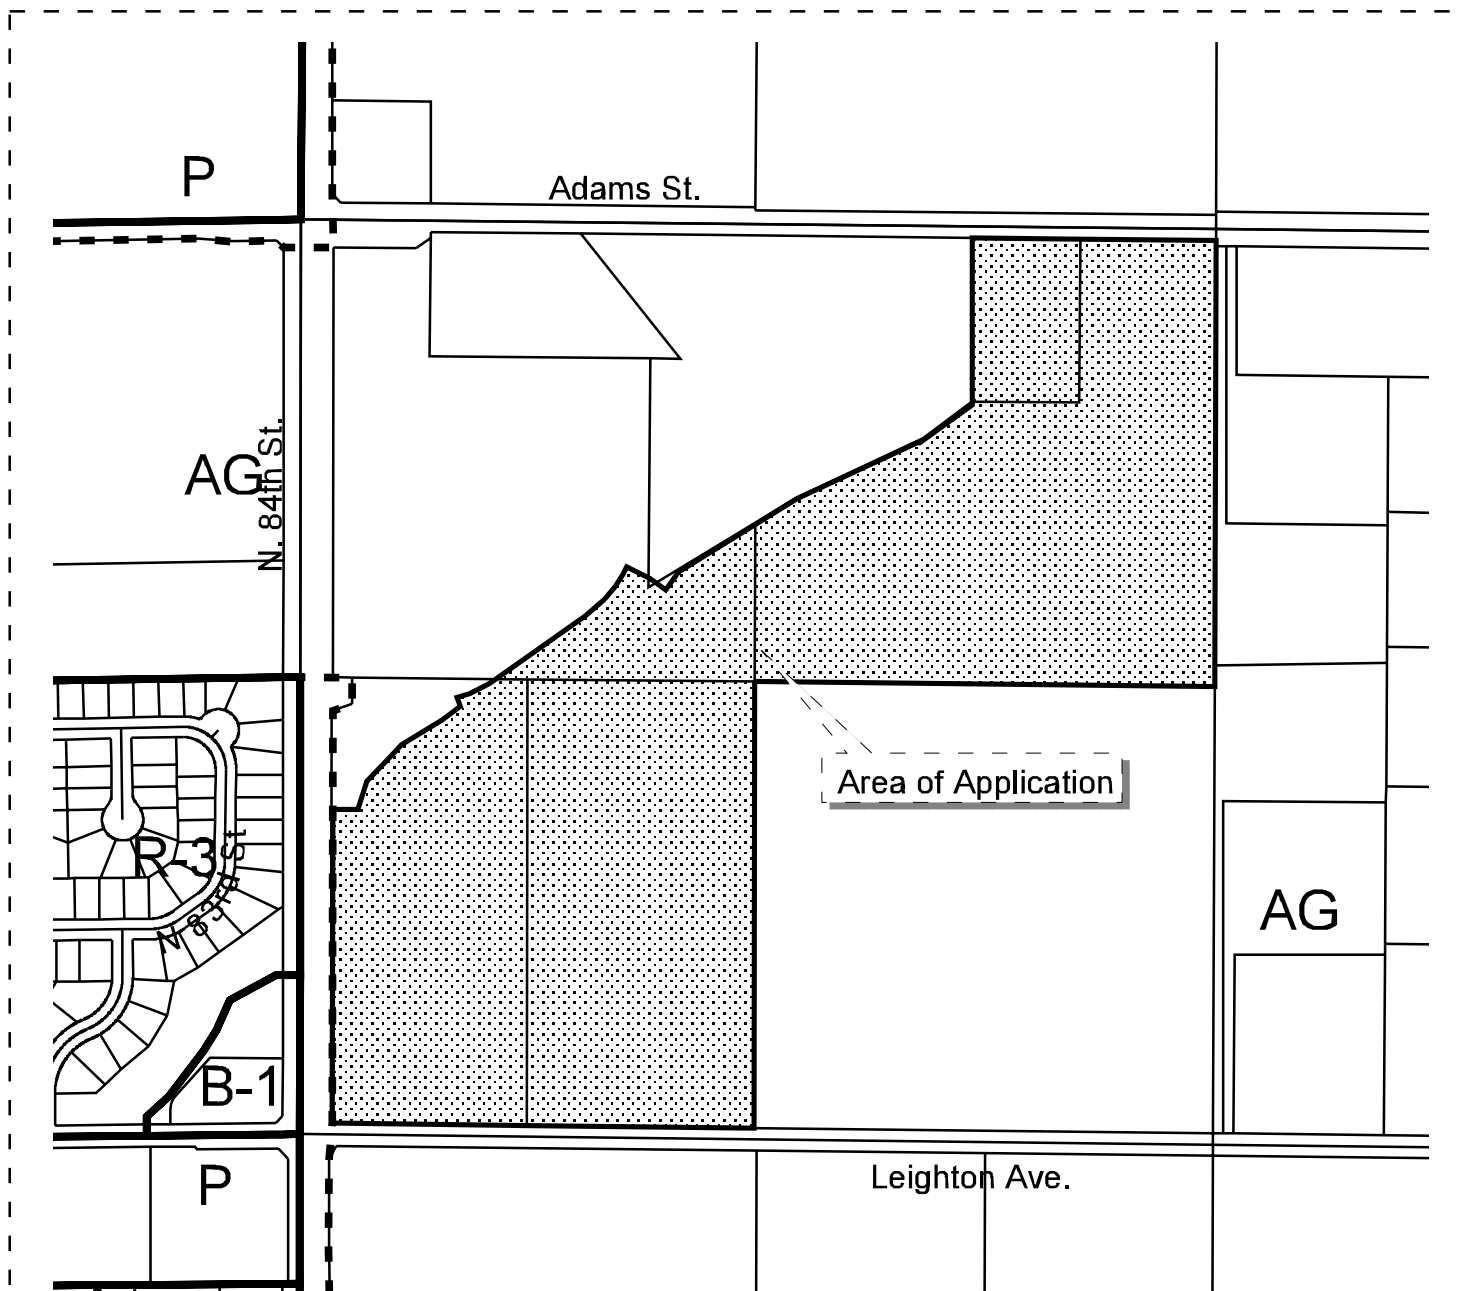 P
Adams St.
AG
N. 84th St.
Area of Application
R-3
N 83rd St
AG
B-1
P
Leighton Ave.